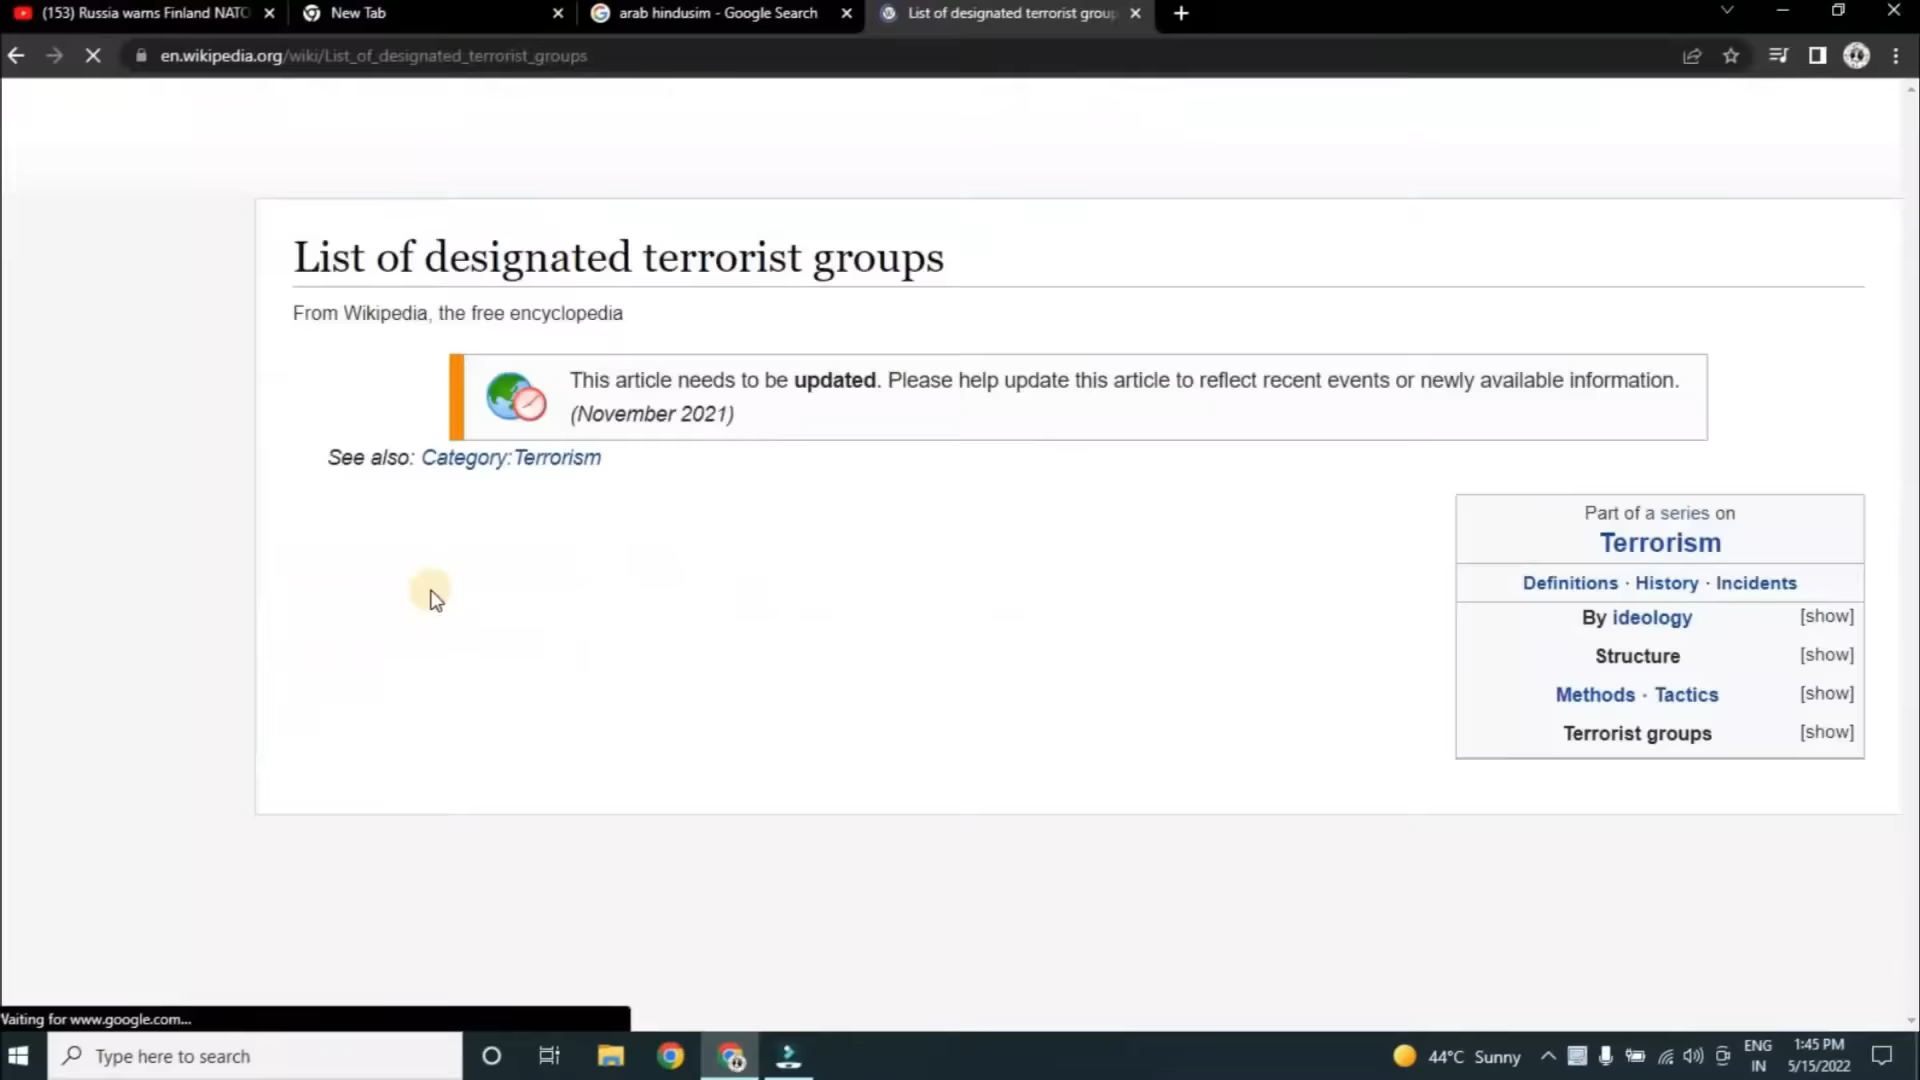 (153) Russia warns Finland NATO
New Tab
arab hindusim - Google Search
List of designated terrorist group
en.wikipedia.org/wiki/List_of_designated_terrorist_groups
List of designated terrorist groups
From Wikipedia, the free encyclopedia
This article needs to be updated. Please help update this article to reflect recent events or newly available information.
(November 2021)
See also: Category:Terrorism
Part of a series on
Terrorism
Definitions · History · Incidents
By ideology [show]
Structure [show]
Methods · Tactics [show]
Terrorist groups [show]
Waiting for www.google.com...
Type here to search
44°C Sunny
ENG
IN
1:45 PM
5/15/2022